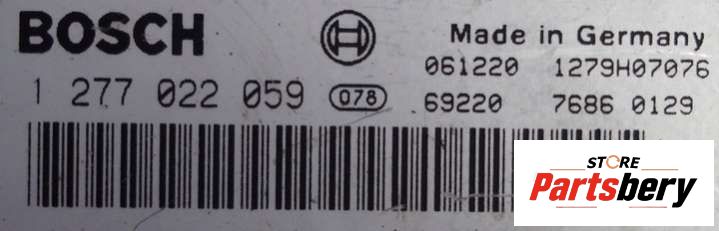 BOSCH
Made in Germany
061220 1279H07076
1 277 022 059 078 69220 7686 0129
STORE
Partsbery